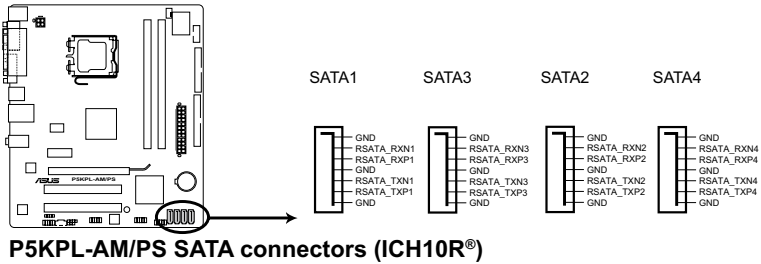 SATA1 SATA3 SATA2 SATA4
GND
RSATA_RXN1
RSATA_RXP1
GND
RSATA_TXN1
RSATA_TXP1
GND
GND
RSATA_RXN3
RSATA_RXP3
GND
RSATA_TXN3
RSATA_TXP3
GND
GND
RSATA_RXN2
RSATA_RXP2
GND
RSATA_TXN2
RSATA_TXP2
GND
GND
RSATA_RXN4
RSATA_RXP4
GND
RSATA_TXN4
RSATA_TXP4
GND
ASUS P5KPL-AM/PS
P5KPL-AM/PS SATA connectors (ICH10R®)